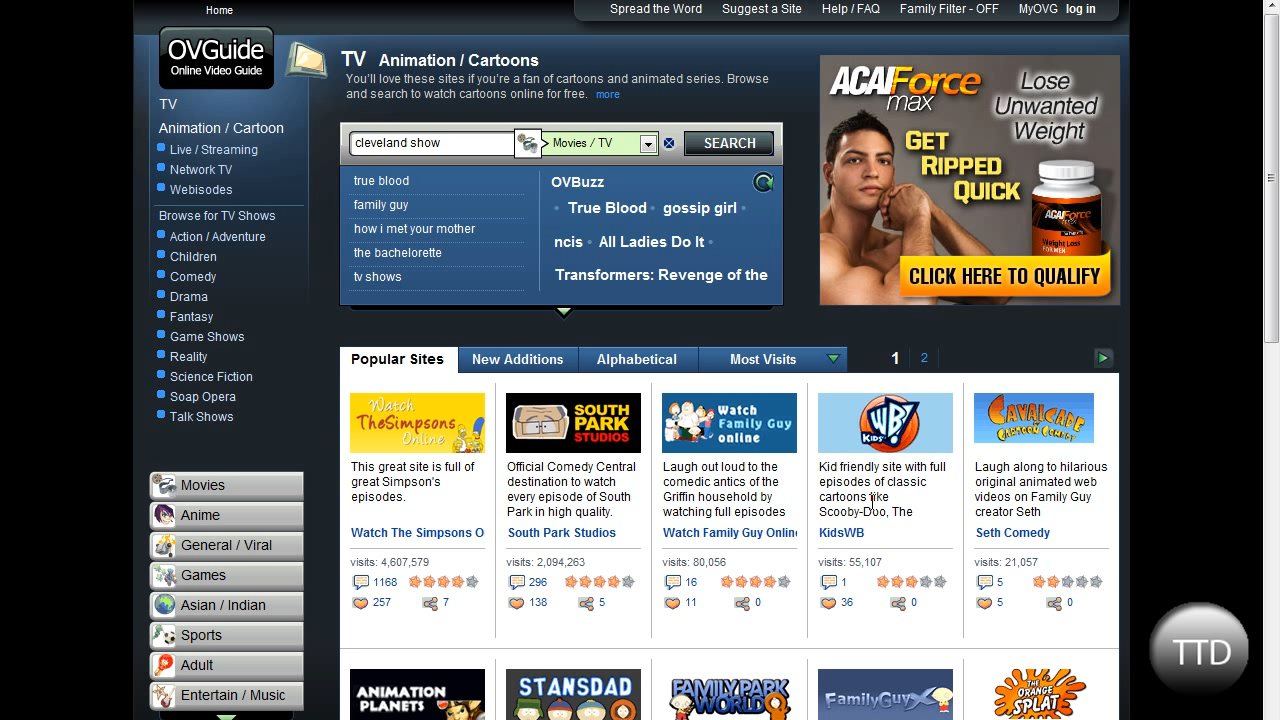 Home
Spread the Word
Suggest a Site
Help / FAQ
Family Filter - OFF
MyOVG
log in
OVGuide
Online Video Guide
TV
Animation / Cartoon
Live / Streaming
Network TV
Webisodes
Browse for TV Shows
Action / Adventure
Children
Comedy
Drama
Fantasy
Game Shows
Reality
Science Fiction
Soap Opera
Talk Shows
Movies
Anime
General / Viral
Games
Asian / Indian
Sports
Adult
Entertain / Music
TV Animation / Cartoons
You'll love these sites if you're a fan of cartoons and animated series. Browse
and search to watch cartoons online for free. more
cleveland show
Movies / TV
SEARCH
true blood
family guy
how i met your mother
the bachelorette
tv shows
OVBuzz
True Blood
gossip girl
ncis
All Ladies Do It
Transformers: Revenge of the
ACAIForce
max
Lose
Unwanted
Weight
GET
RIPPED
QUICK
ACAIForce
max
Weight Loss
FOR MEN
CLICK HERE TO QUALIFY
Popular Sites
New Additions
Alphabetical
Most Visits
1
2
Watch
TheSimpsons
Online
This great site is full of
great Simpson's
episodes.
Watch The Simpsons O
visits: 4,607,579
1168
257
7
SOUTH
PARK
STUDIOS
Official Comedy Central
destination to watch
every episode of South
Park in high quality.
South Park Studios
visits: 2,094,263
296
138
5
Watch
Family Guy
online
Laugh out loud to the
comedic antics of the
Griffin household by
watching full episodes
Watch Family Guy Online
visits: 80,056
16
11
0
WB
KIDS
Kid friendly site with full
episodes of classic
cartoons like
Scooby-Doo, The
KidsWB
visits: 55,107
1
36
0
CAVALCADE
OF CARTOON COMEDY
Laugh along to hilarious
original animated web
videos on Family Guy
creator Seth
Seth Comedy
visits: 21,057
5
5
0
ANIMATION
PLANETS
STANSDAD
FAMILY PARK
WORLD
FamilyGuyX
THE
ORANGE
SPLAT
TTD